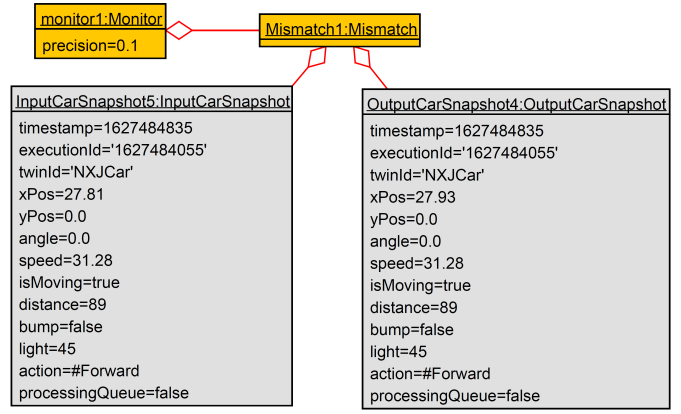 monitor1:Monitor
precision=0.1
Mismatch1:Mismatch
InputCarSnapshot5:InputCarSnapshot
timestamp=1627484835
executionId='1627484055'
twinId='NXJCar'
xPos=27.81
yPos=0.0
angle=0.0
speed=31.28
isMoving=true
distance=89
bump=false
light=45
action=#Forward
processingQueue=false
OutputCarSnapshot4:OutputCarSnapshot
timestamp=1627484835
executionId='1627484055'
twinId='NXJCar'
xPos=27.93
yPos=0.0
angle=0.0
speed=31.28
isMoving=true
distance=89
bump=false
light=45
action=#Forward
processingQueue=false